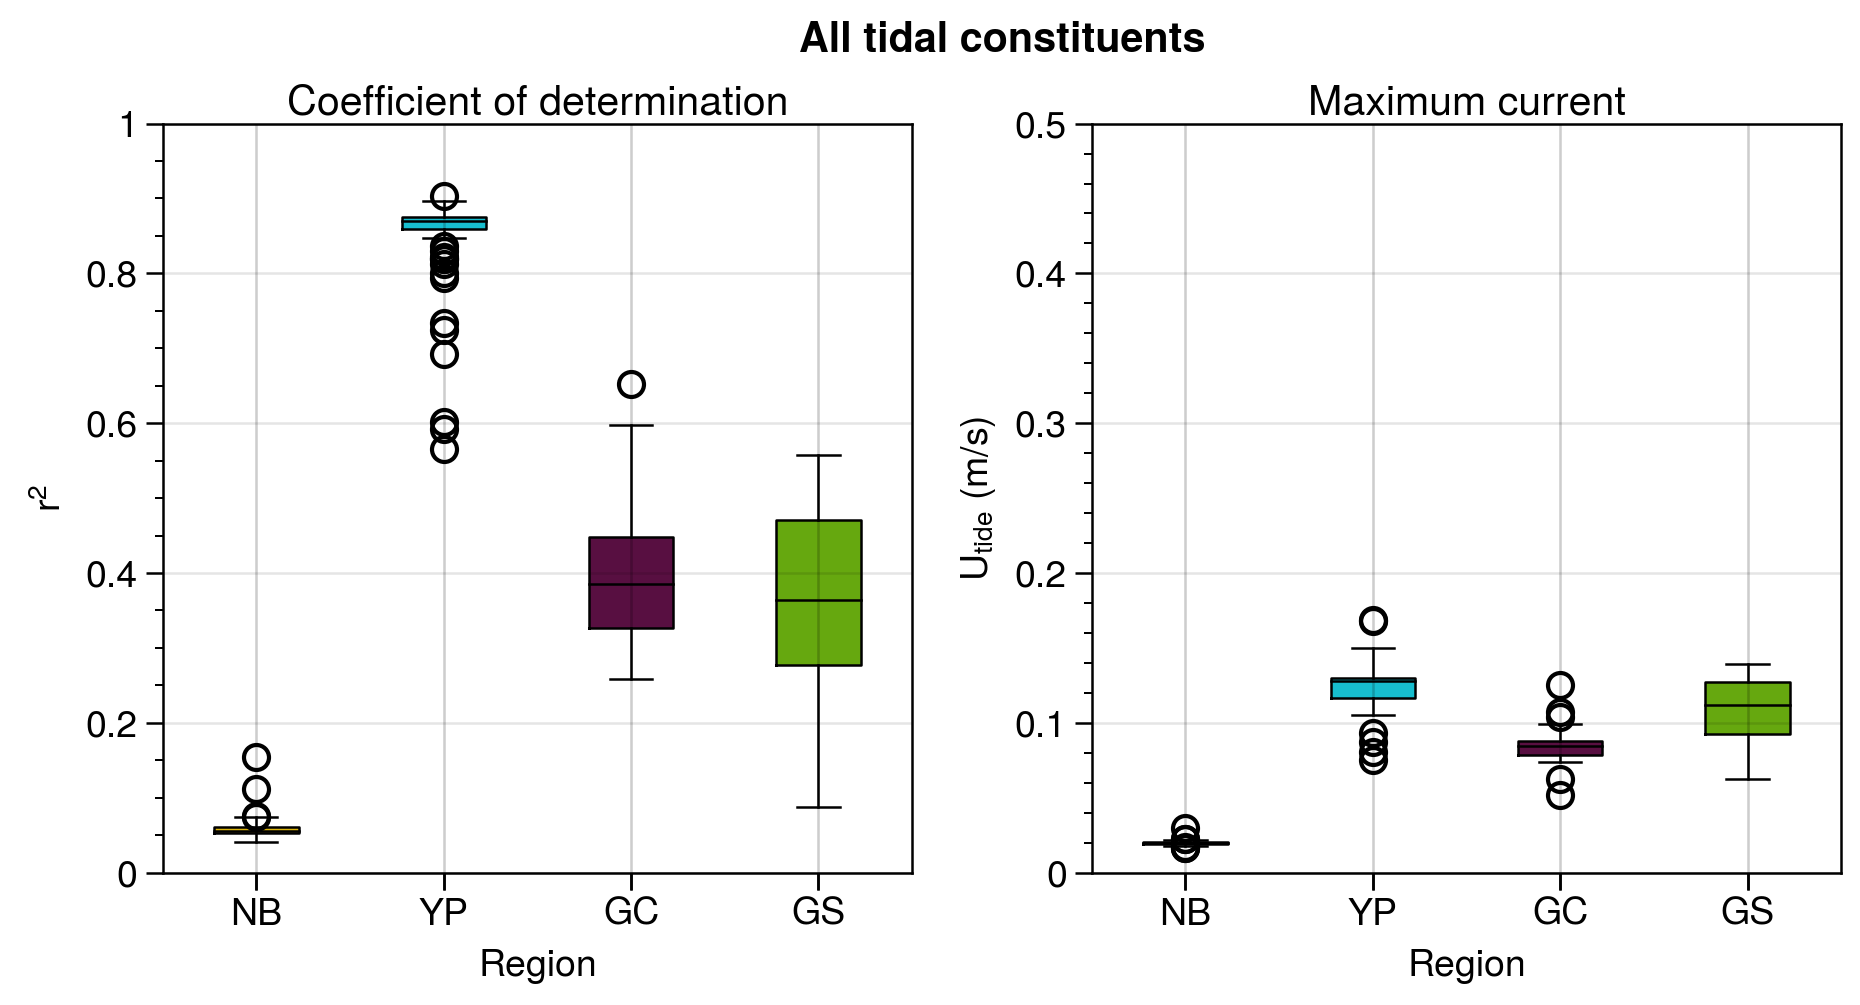 All tidal constituents
Coefficient of determination
1
0.8
0.6
0.4
0.2
0
r²
NB YP GC GS
Region
Maximum current
0.5
0.4
0.3
0.2
0.1
0
U_tide (m/s)
NB YP GC GS
Region